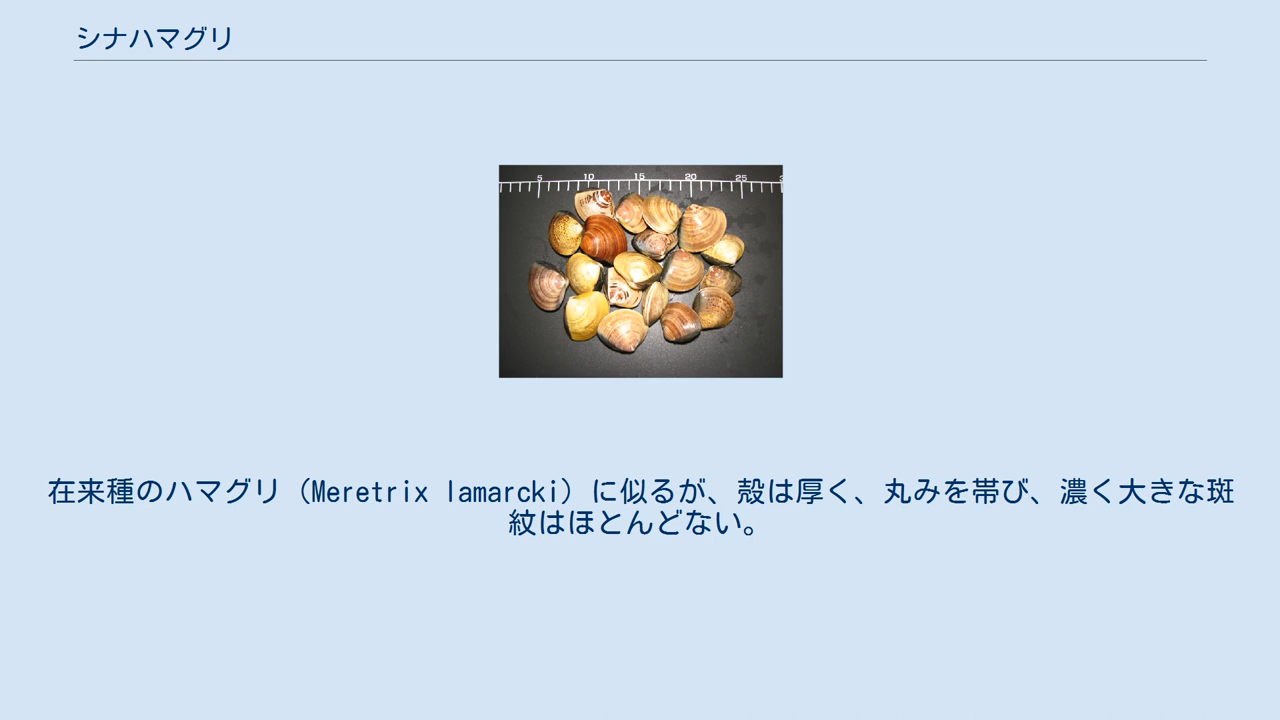 シナハマグリ
5 10 15 20 25
在来種のハマグリ（Meretrix lamarcki）に似るが、殻は厚く、丸みを帯び、濃く大きな斑
紋はほとんどない。